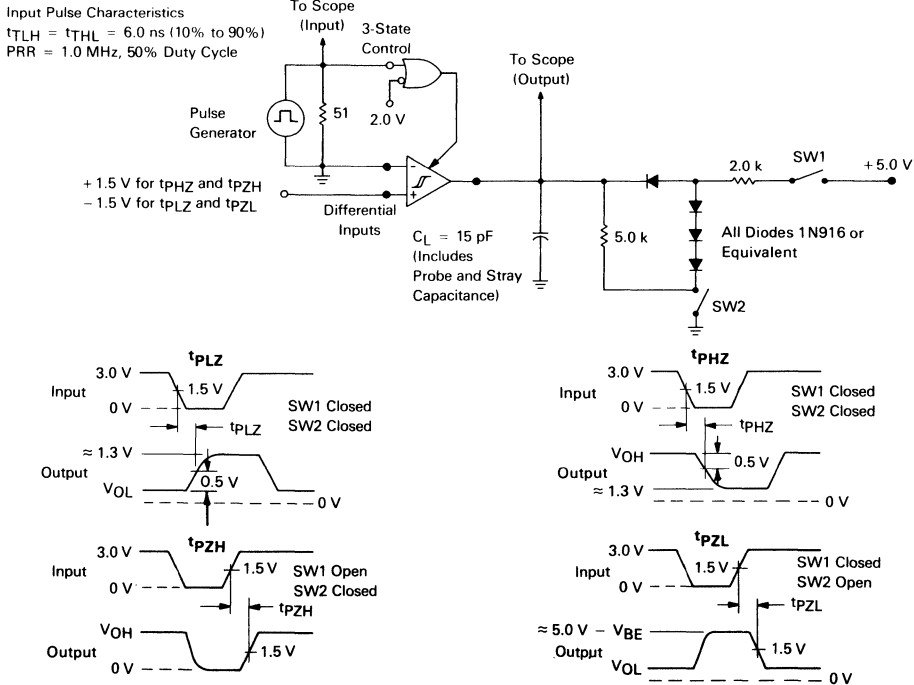 Input Pulse Characteristics
tTLH = tTHL = 6.0 ns (10% to 90%)
PRR = 1.0 MHz, 50% Duty Cycle
To Scope
(Input)
3-State
Control
To Scope
(Output)
Pulse
Generator
51
2.0 V
2.0 k
SW1
+5.0 V
+ 1.5 V for tPHZ and tPZH
− 1.5 V for tPLZ and tPZL
-
+
Differential
Inputs
CL = 15 pF
(Includes
Probe and Stray
Capacitance)
5.0 k
All Diodes 1N916 or
Equivalent
SW2
tPLZ
3.0 V
Input
1.5 V
0 V
SW1 Closed
SW2 Closed
tPLZ
≈ 1.3 V
Output
0.5 V
VOL
0 V
tPHZ
3.0 V
Input
1.5 V
0 V
SW1 Closed
SW2 Closed
tPHZ
VOH
Output
0.5 V
≈ 1.3 V
0 V
tPZH
3.0 V
Input
1.5 V
0 V
SW1 Open
SW2 Closed
tPZH
VOH
Output
1.5 V
0 V
tPZL
3.0 V
Input
1.5 V
0 V
SW1 Closed
SW2 Open
tPZL
≈ 5.0 V − VBE
Output
1.5 V
VOL
0 V